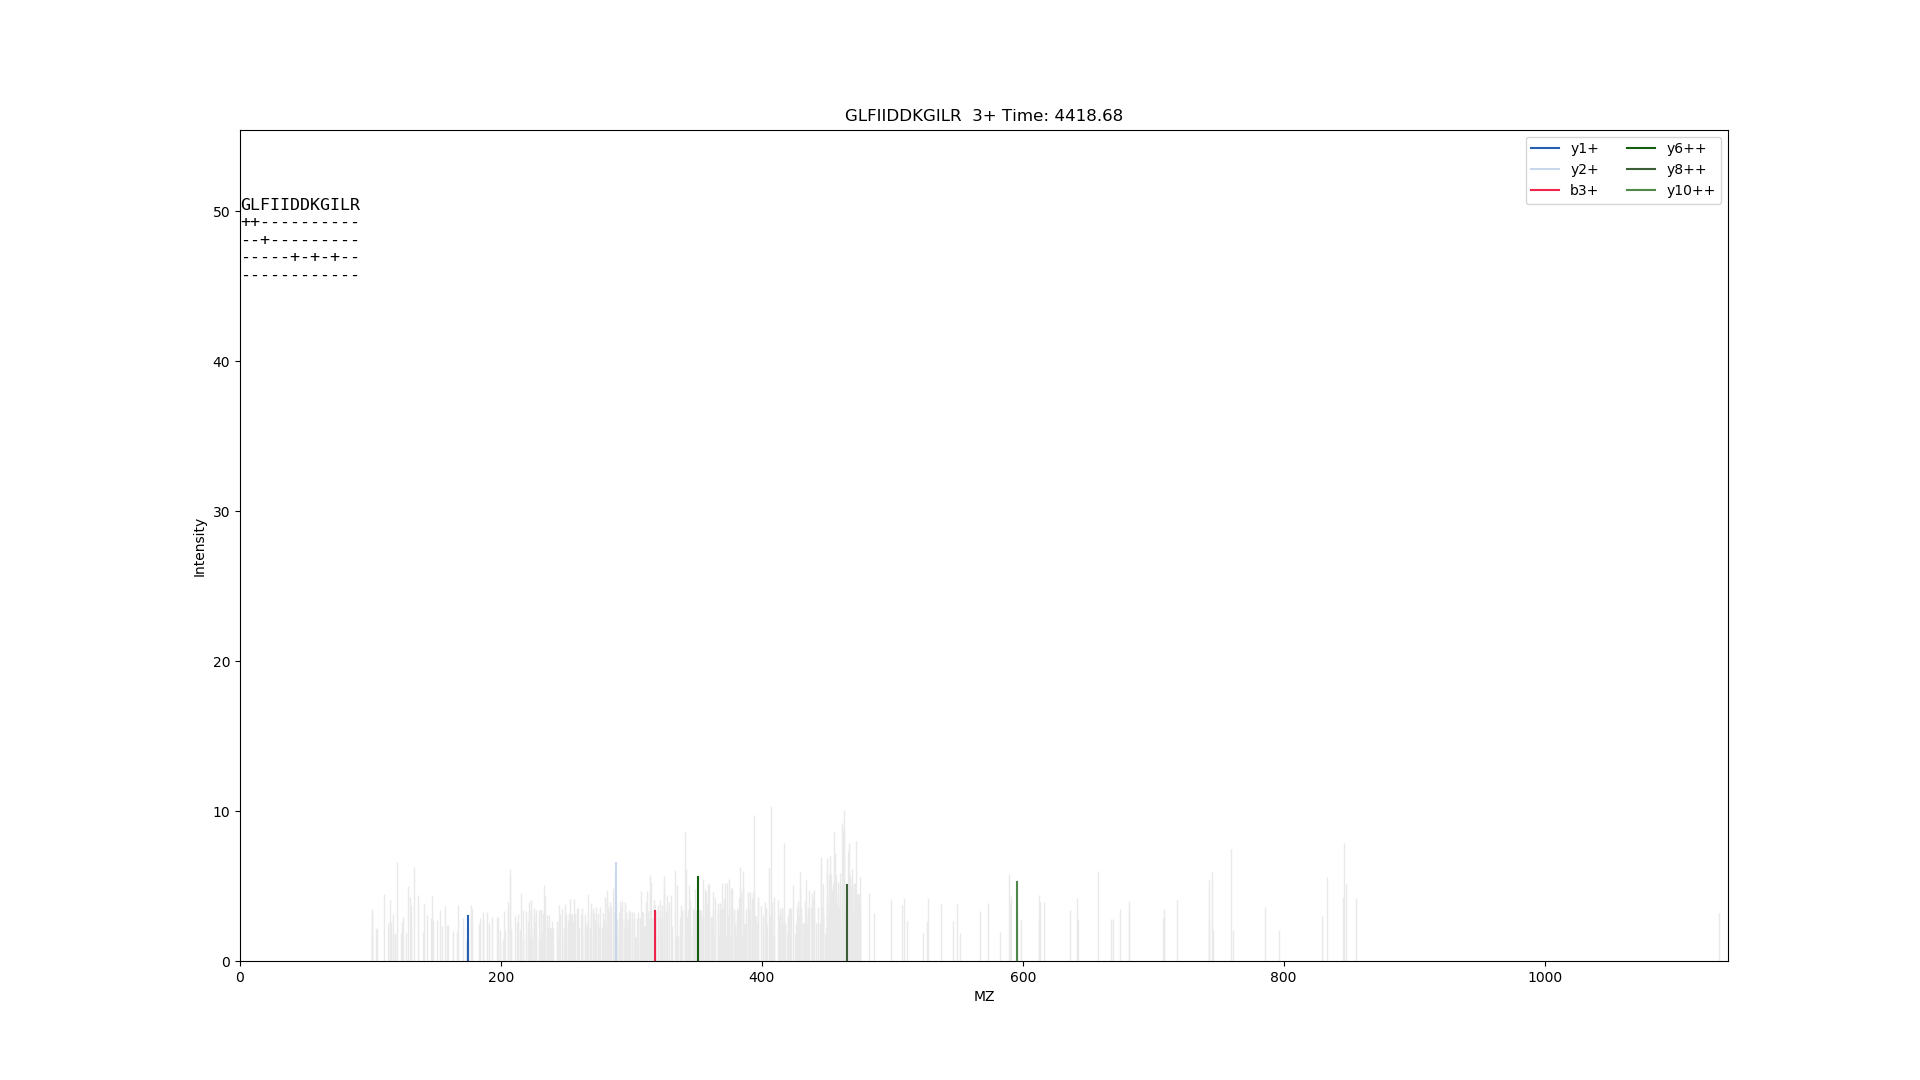 GLFIIDDKGILR  3+ Time: 4418.68
y1+
y2+
b3+
y6++
y8++
y10++
GLFIIDDKGILR
++----------
--+---------
-----+-+-+--
------------
50
40
30
20
10
0
Intensity
0 200 400 600 800 1000
MZ